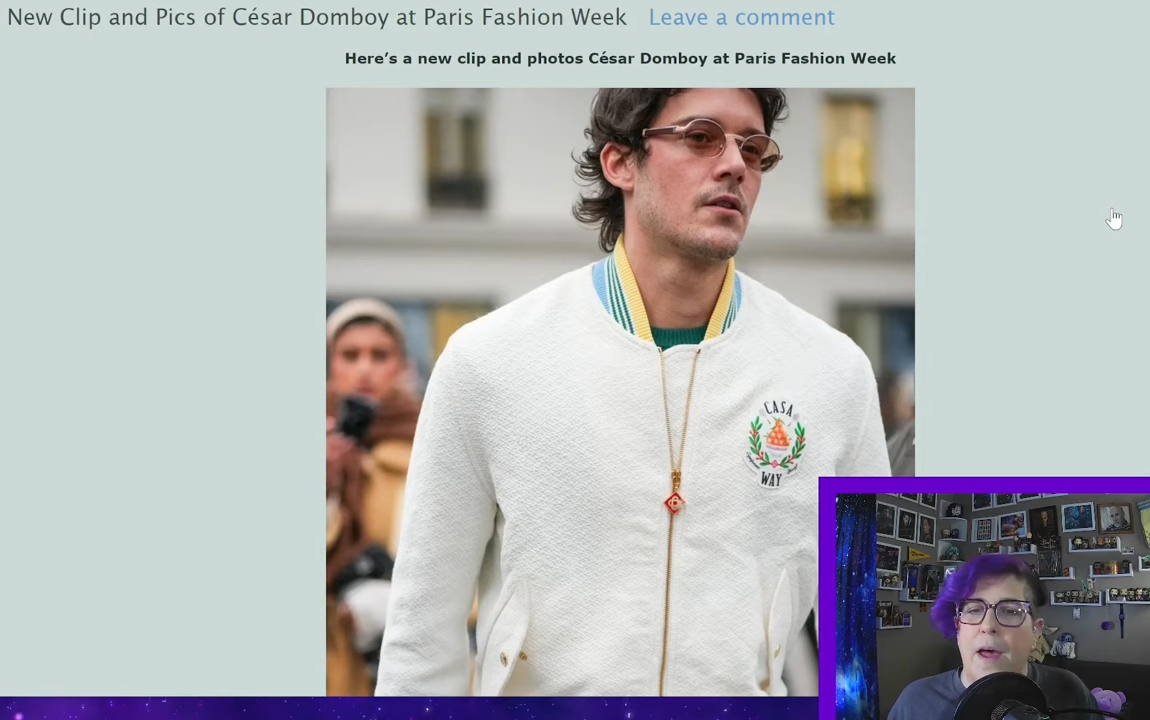 New Clip and Pics of César Domboy at Paris Fashion Week Leave a comment
Here's a new clip and photos César Domboy at Paris Fashion Week
CASA
WAY